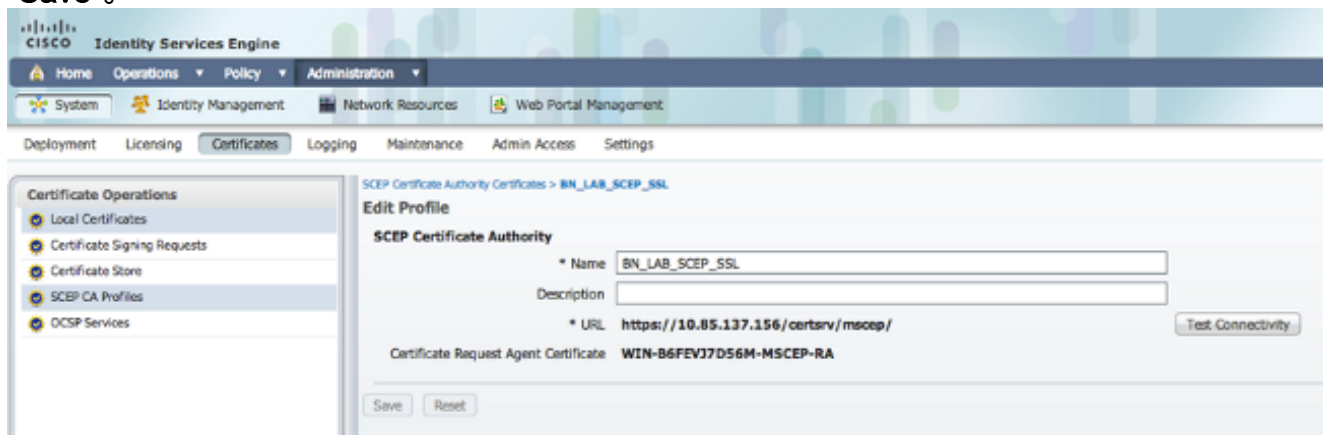 Save 。
CISCO Identity Services Engine
Home Operations Policy Administration
System Identity Management Network Resources Web Portal Management
Deployment Licensing Certificates Logging Maintenance Admin Access Settings
Certificate Operations
Local Certificates
Certificate Signing Requests
Certificate Store
SCEP CA Profiles
OCSP Services
SCEP Certificate Authority Certificates > BN_LAB_SCEP_SSL
Edit Profile
SCEP Certificate Authority
* Name BN_LAB_SCEP_SSL
Description
* URL https://10.85.137.156/certsrv/mscep/ Test Connectivity
Certificate Request Agent Certificate WIN-B6FEVJ7D56M-MSCEP-RA
Save Reset